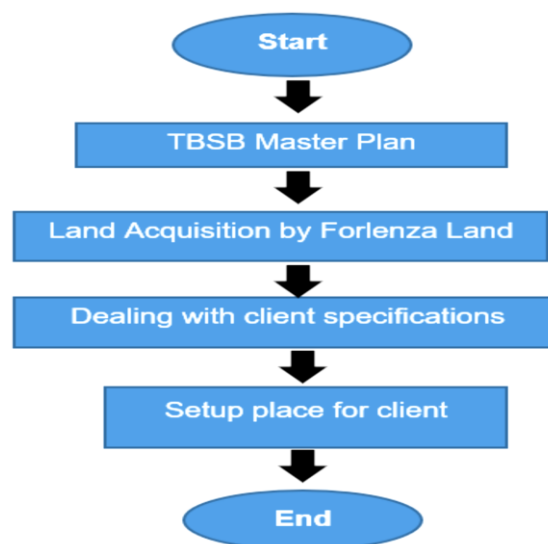 Start
TBSB Master Plan
Land Acquisition by Forlenza Land
Dealing with client specifications
Setup place for client
End